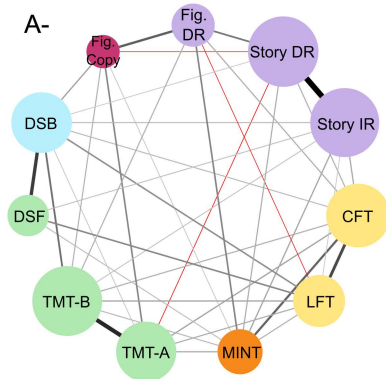 A-
Fig.
Copy
Fig.
DR
Story DR
Story IR
DSB
DSF
CFT
LFT
TMT-B
TMT-A
MINT